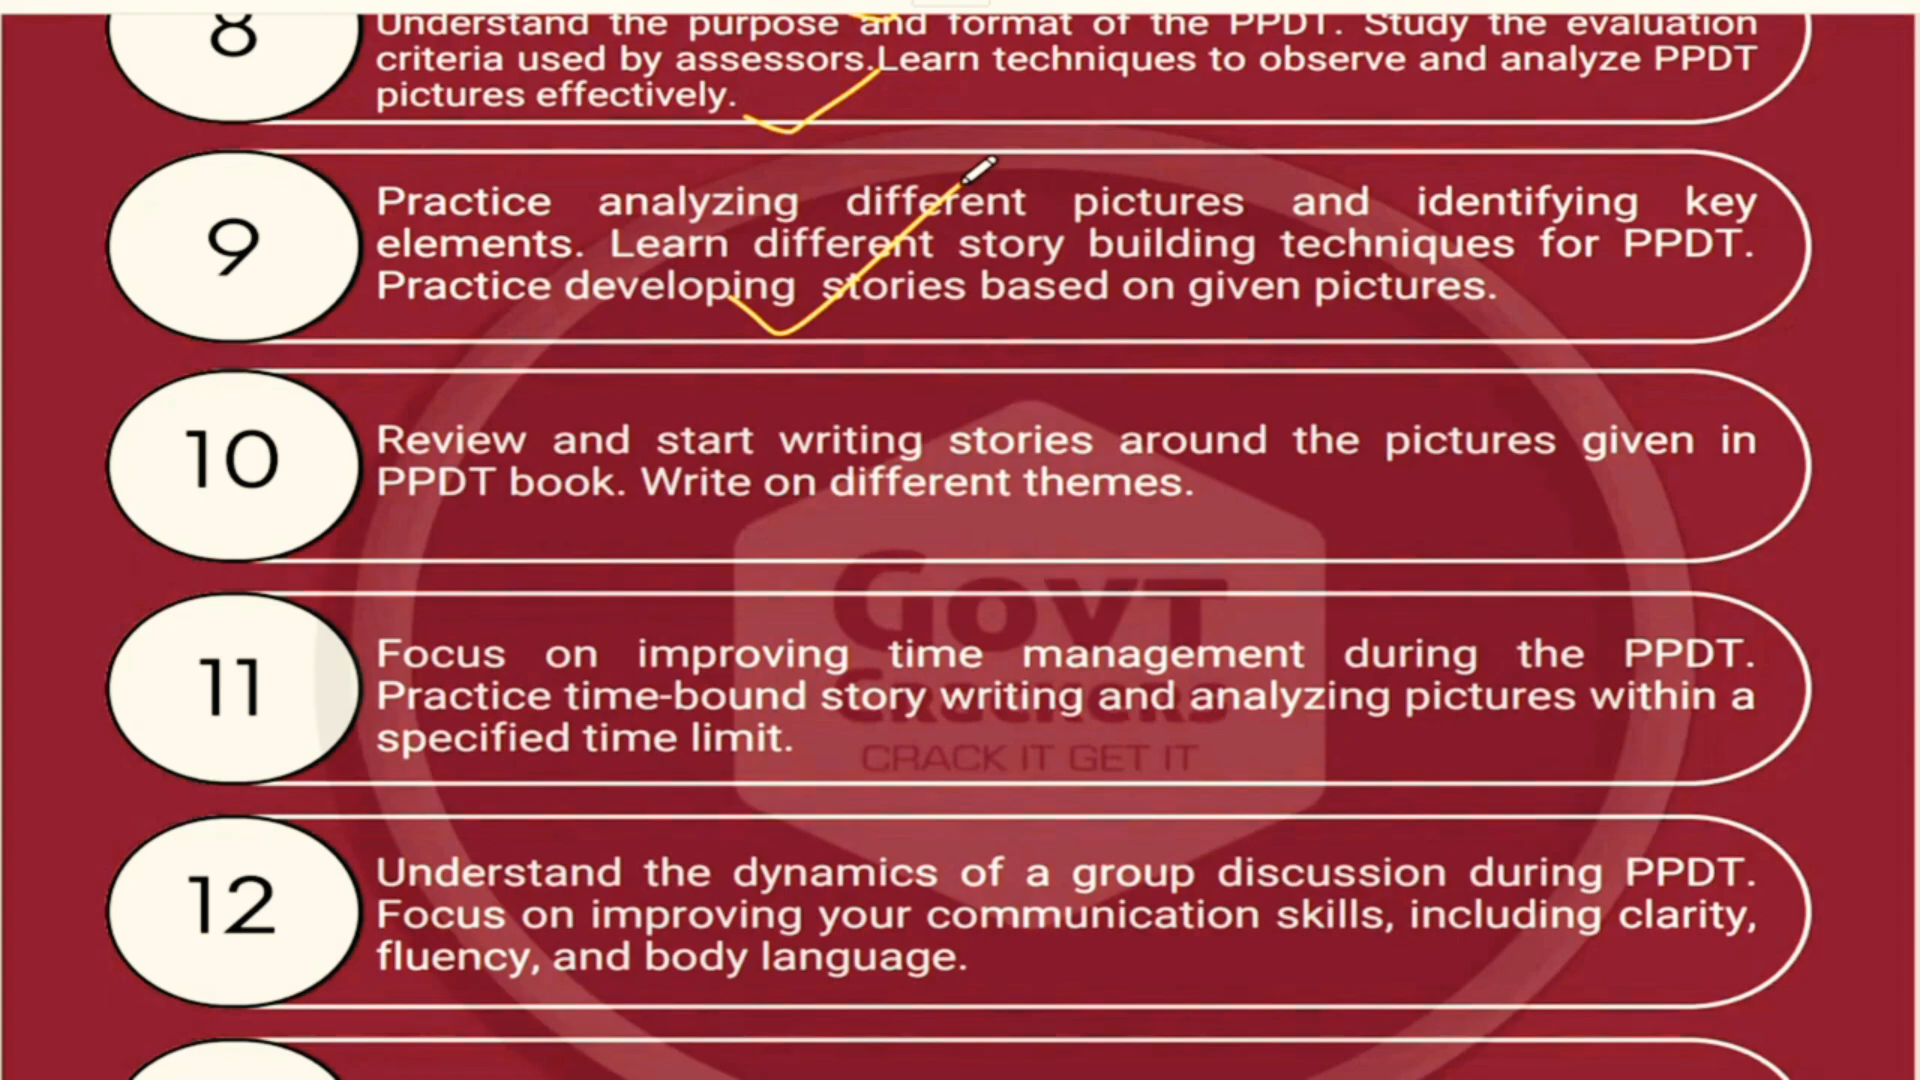 8
Understand the purpose and format of the PPDT. Study the evaluation
criteria used by assessors.Learn techniques to observe and analyze PPDT
pictures effectively.
9
Practice analyzing different pictures and identifying key
elements. Learn different story building techniques for PPDT.
Practice developing stories based on given pictures.
10
Review and start writing stories around the pictures given in
PPDT book. Write on different themes.
11
Focus on improving time management during the PPDT.
Practice time-bound story writing and analyzing pictures within a
specified time limit.
12
Understand the dynamics of a group discussion during PPDT.
Focus on improving your communication skills, including clarity,
fluency, and body language.
GOVT
CRACKERS
CRACK IT GET IT